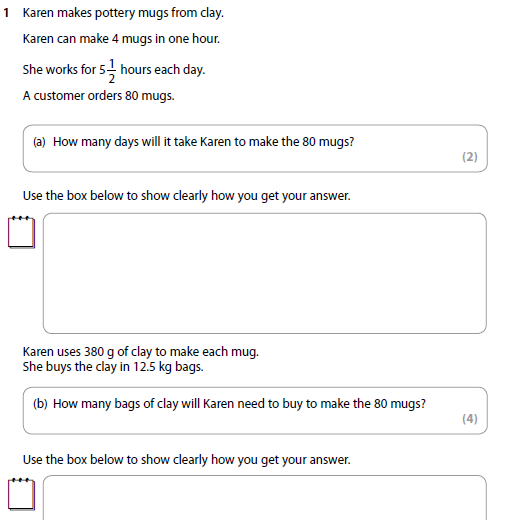 1 Karen makes pottery mugs from clay.
Karen can make 4 mugs in one hour.
She works for 5 1/2 hours each day.
A customer orders 80 mugs.
(a) How many days will it take Karen to make the 80 mugs?
(2)
Use the box below to show clearly how you get your answer.
Karen uses 380 g of clay to make each mug.
She buys the clay in 12.5 kg bags.
(b) How many bags of clay will Karen need to buy to make the 80 mugs?
(4)
Use the box below to show clearly how you get your answer.